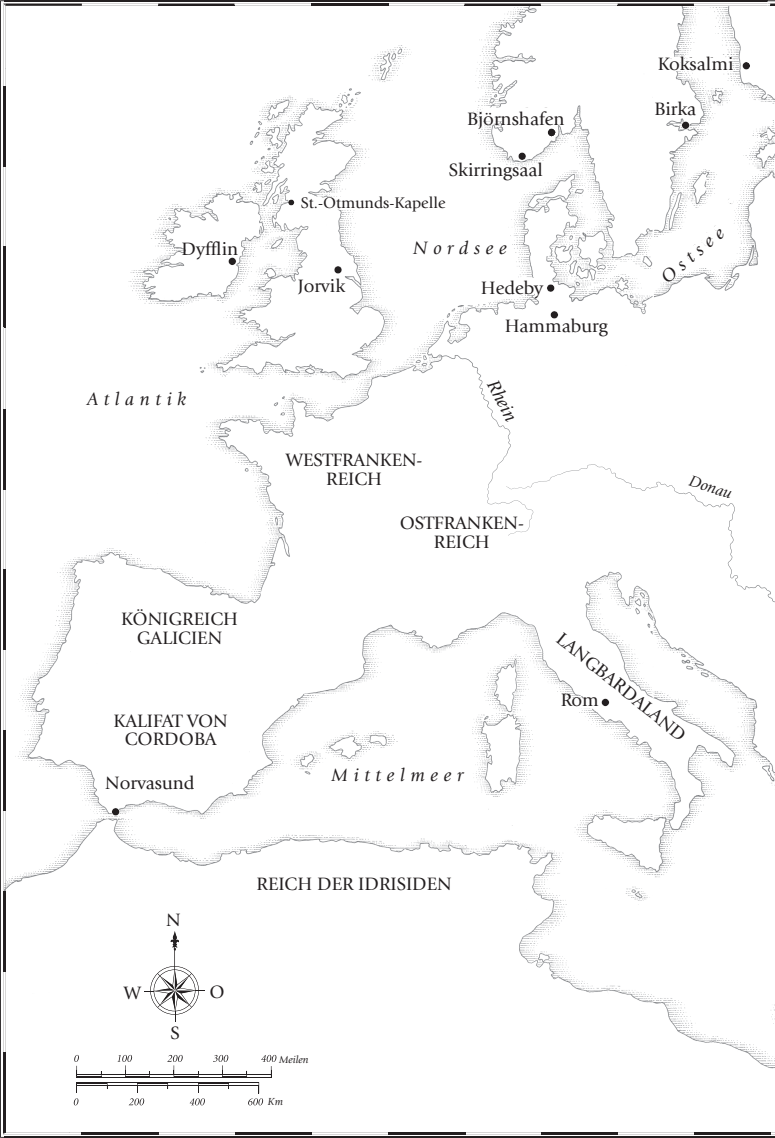 Koksalmi
Birka
Björnshafen
Skirringsaal
St.-Otmunds-Kapelle
Nordsee
Dyfflin
Ostsee
Jorvik
Hedeby
Hammaburg
Atlantik
Rhein
WESTFRANKEN-
REICH
Donau
OSTFRANKEN-
REICH
KÖNIGREICH
GALICIEN
LANGBARDALAND
Rom
KALIFAT VON
CORDOBA
Mittelmeer
Norvasund
REICH DER IDRISIDEN
N
W
O
S
0 100 200 300 400 Meilen
0 200 400 600 Km